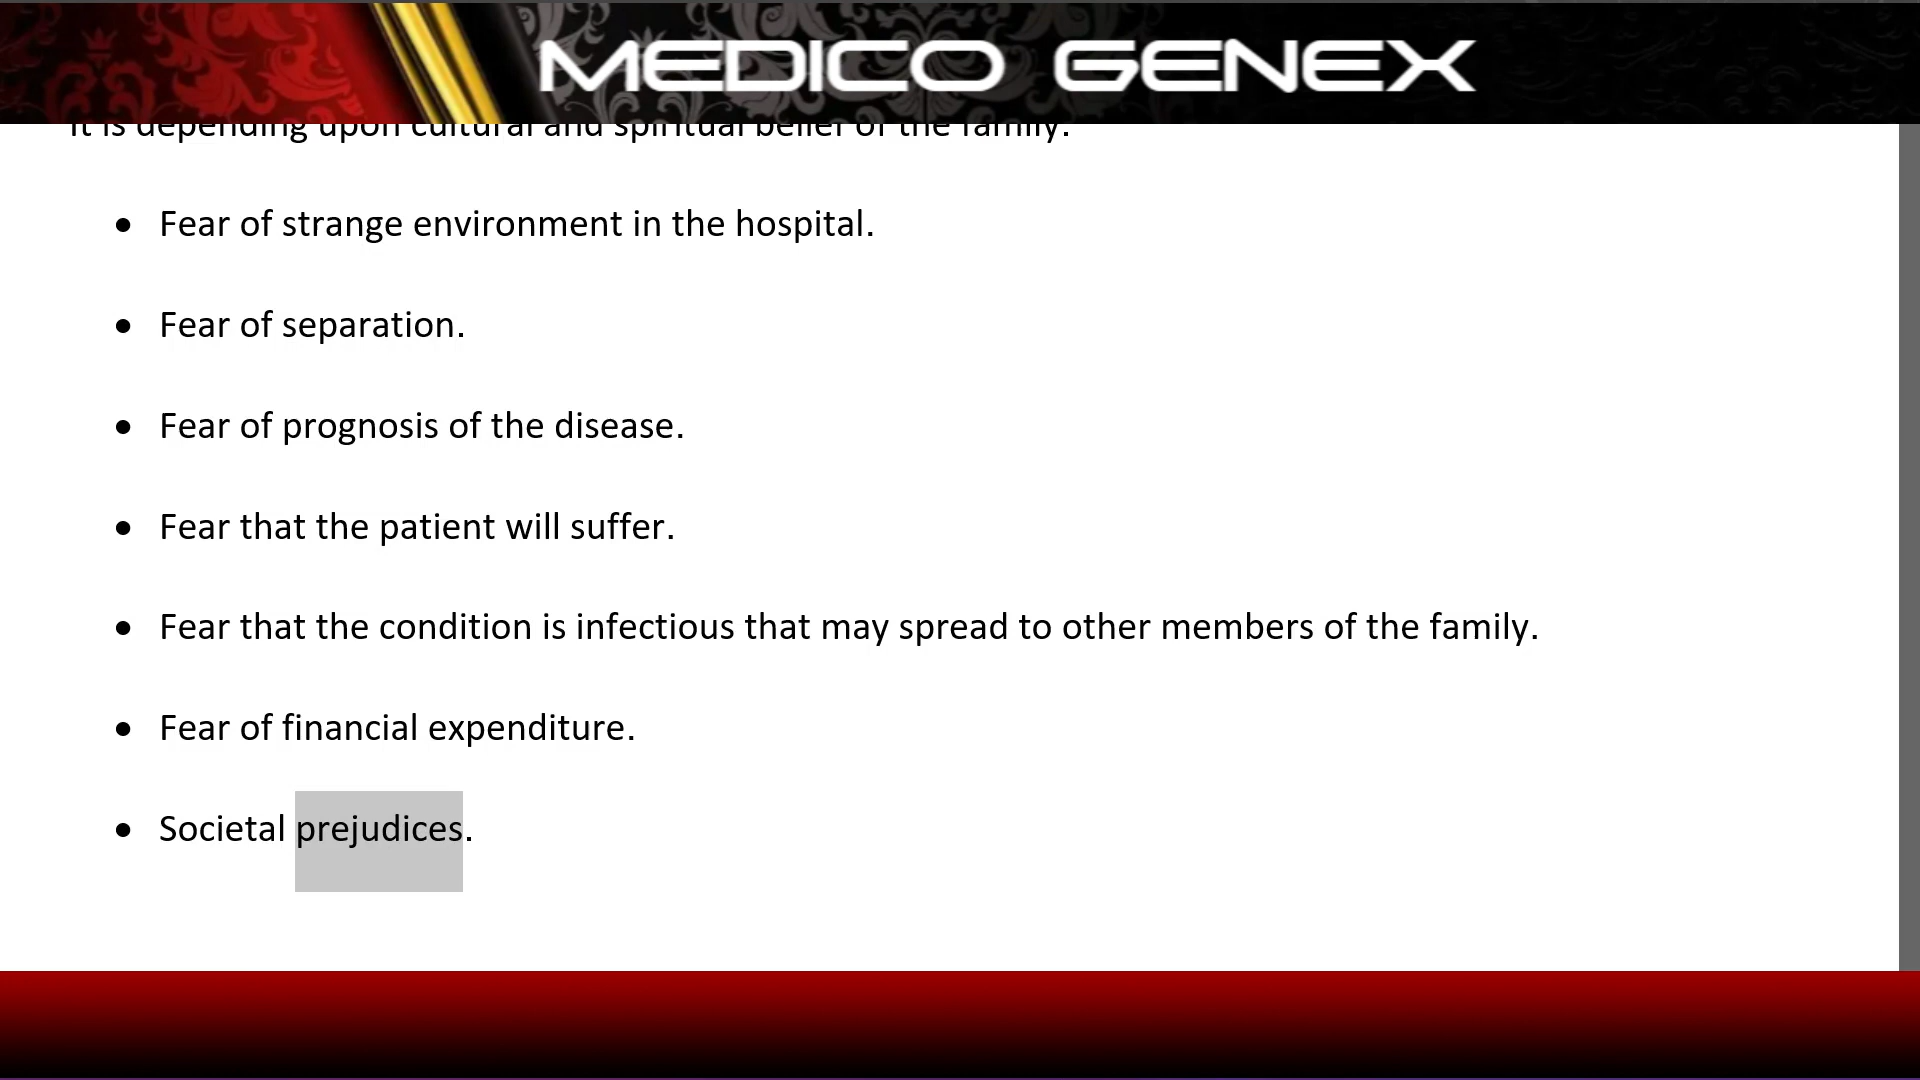 MEDICO GENEX
It is depending upon cultural and spiritual belief of the family.
• Fear of strange environment in the hospital.
• Fear of separation.
• Fear of prognosis of the disease.
• Fear that the patient will suffer.
• Fear that the condition is infectious that may spread to other members of the family.
• Fear of financial expenditure.
• Societal prejudices.